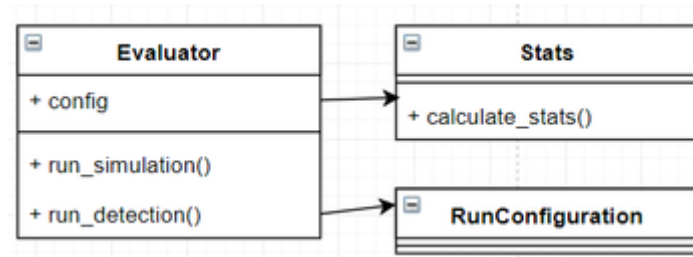 Evaluator
+ config
+ run_simulation()
+ run_detection()
Stats
+ calculate_stats()
RunConfiguration